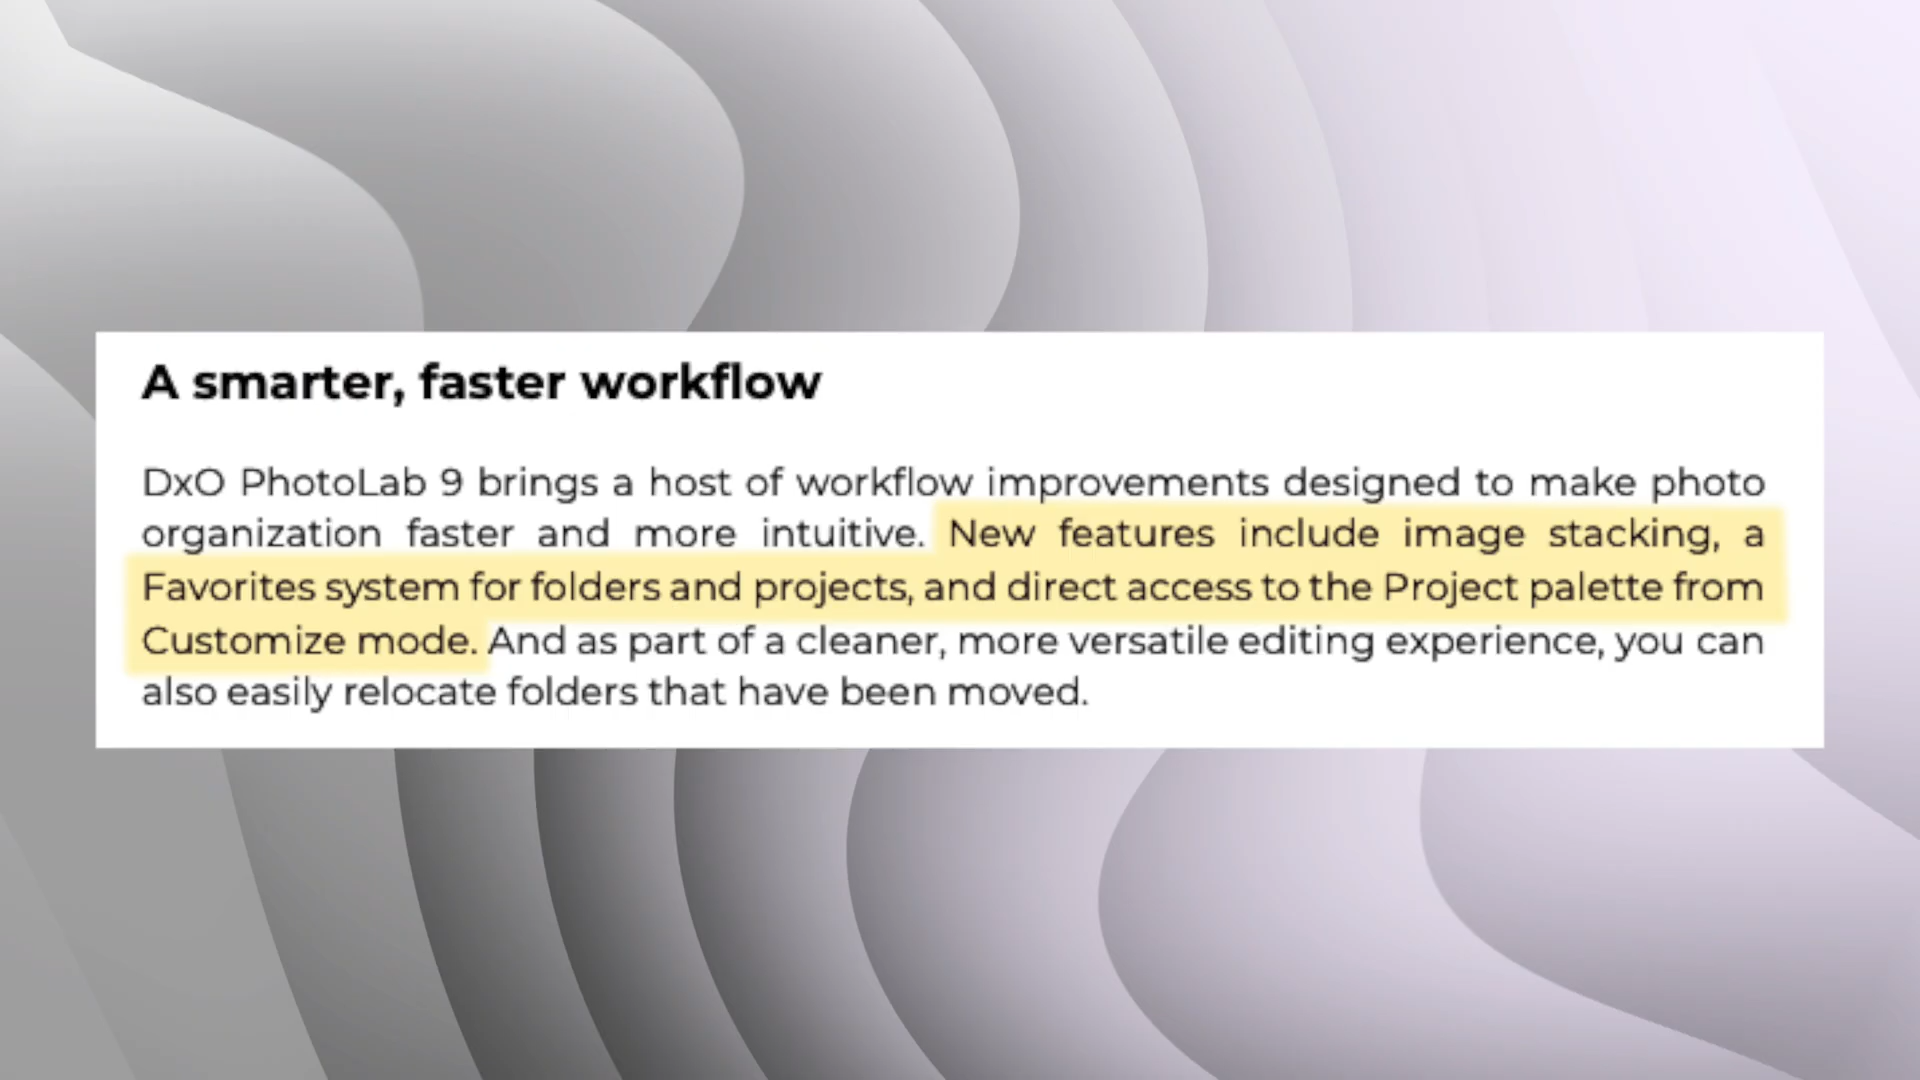 A smarter, faster workflow
DxO PhotoLab 9 brings a host of workflow improvements designed to make photo
organization faster and more intuitive. New features include image stacking, a
Favorites system for folders and projects, and direct access to the Project palette from
Customize mode. And as part of a cleaner, more versatile editing experience, you can
also easily relocate folders that have been moved.